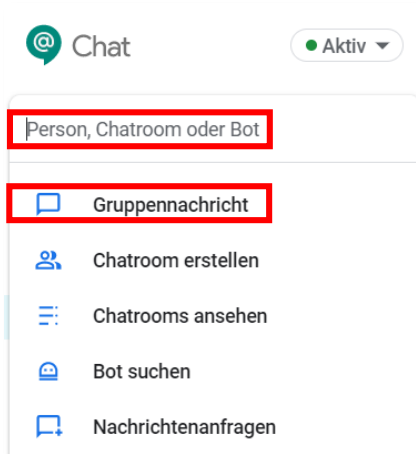 Chat
Aktiv
Person, Chatroom oder Bot
Gruppennachricht
Chatroom erstellen
Chatrooms ansehen
Bot suchen
Nachrichtenanfragen